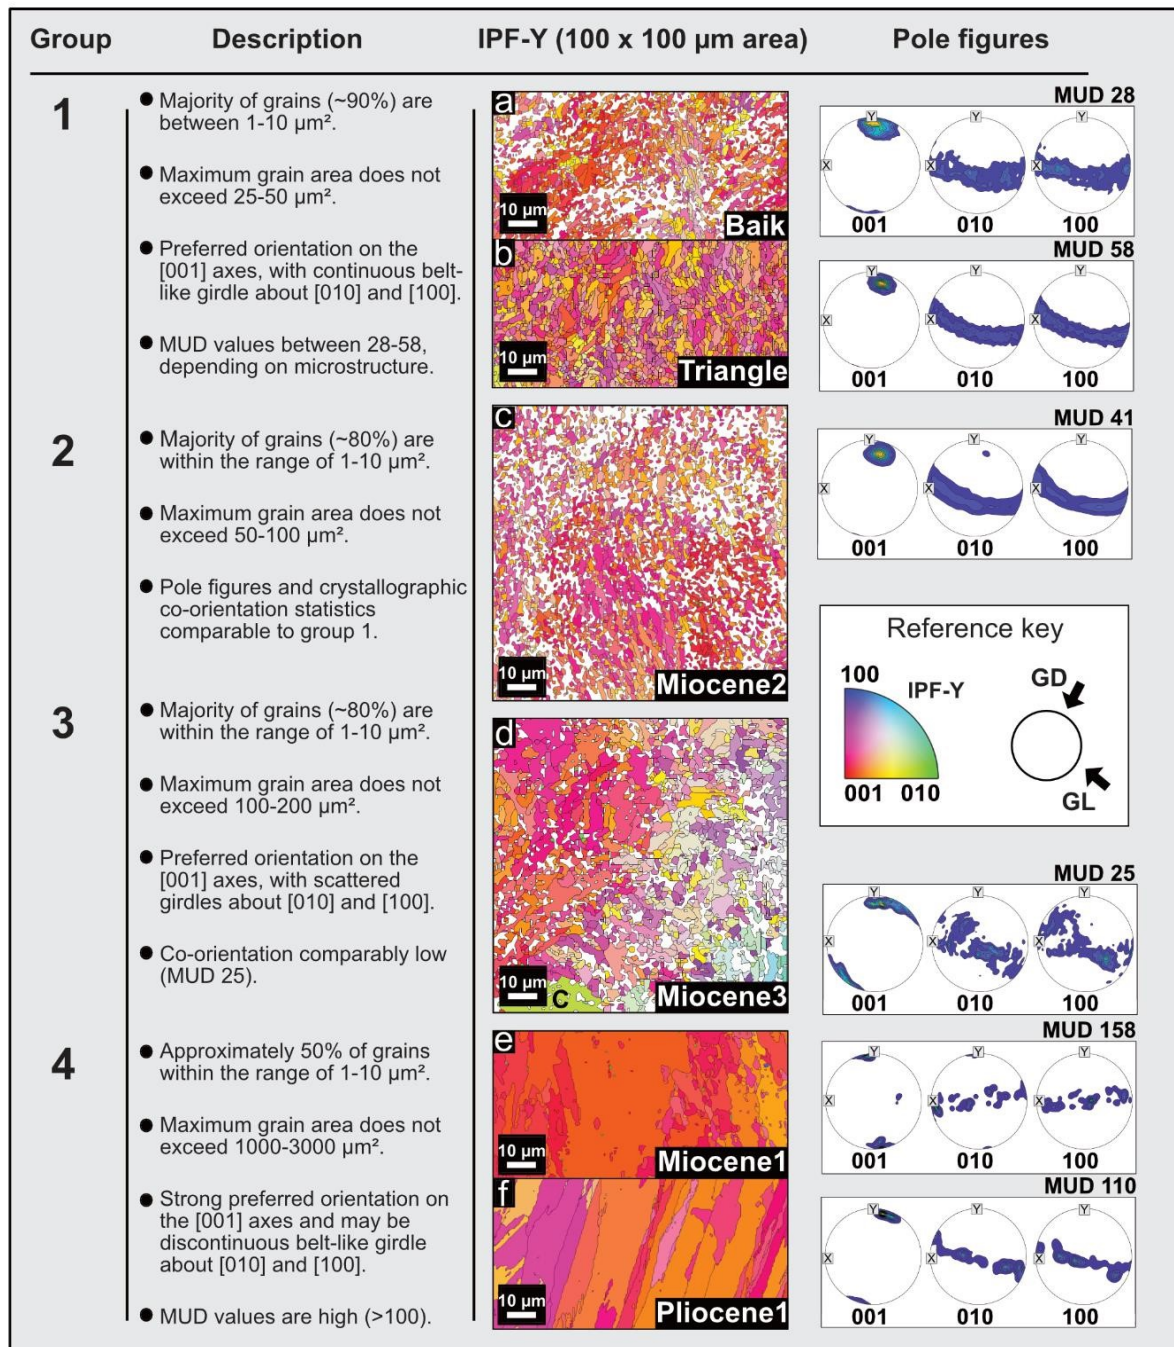 Group Description IPF-Y (100 x 100 µm area) Pole figures
1
● Majority of grains (~90%) are
between 1-10 µm².
● Maximum grain area does not
exceed 25-50 µm².
● Preferred orientation on the
[001] axes, with continuous belt-
like girdle about [010] and [100].
● MUD values between 28-58,
depending on microstructure.
a
10 µm
Baik
MUD 28
Y Y Y
X X X
001 010 100
b
10 µm
Triangle
MUD 58
Y Y Y
X X X
001 010 100
2
● Majority of grains (~80%) are
within the range of 1-10 µm².
● Maximum grain area does not
exceed 50-100 µm².
● Pole figures and crystallographic
co-orientation statistics
comparable to group 1.
c
10 µm
Miocene2
MUD 41
Y Y Y
X X X
001 010 100
Reference key
100
IPF-Y
001 010
GD
GL
3
● Majority of grains (~80%) are
within the range of 1-10 µm².
● Maximum grain area does not
exceed 100-200 µm².
● Preferred orientation on the
[001] axes, with scattered
girdles about [010] and [100].
● Co-orientation comparably low
(MUD 25).
d
10 µm
C
Miocene3
MUD 25
Y Y Y
X X X
001 010 100
4
● Approximately 50% of grains
within the range of 1-10 µm².
● Maximum grain area does not
exceed 1000-3000 µm².
● Strong preferred orientation on
the [001] axes and may be
discontinuous belt-like girdle
about [010] and [100].
● MUD values are high (>100).
e
10 µm
Miocene1
MUD 158
Y Y Y
X X X
001 010 100
f
10 µm
Pliocene1
MUD 110
Y Y Y
X X X
001 010 100